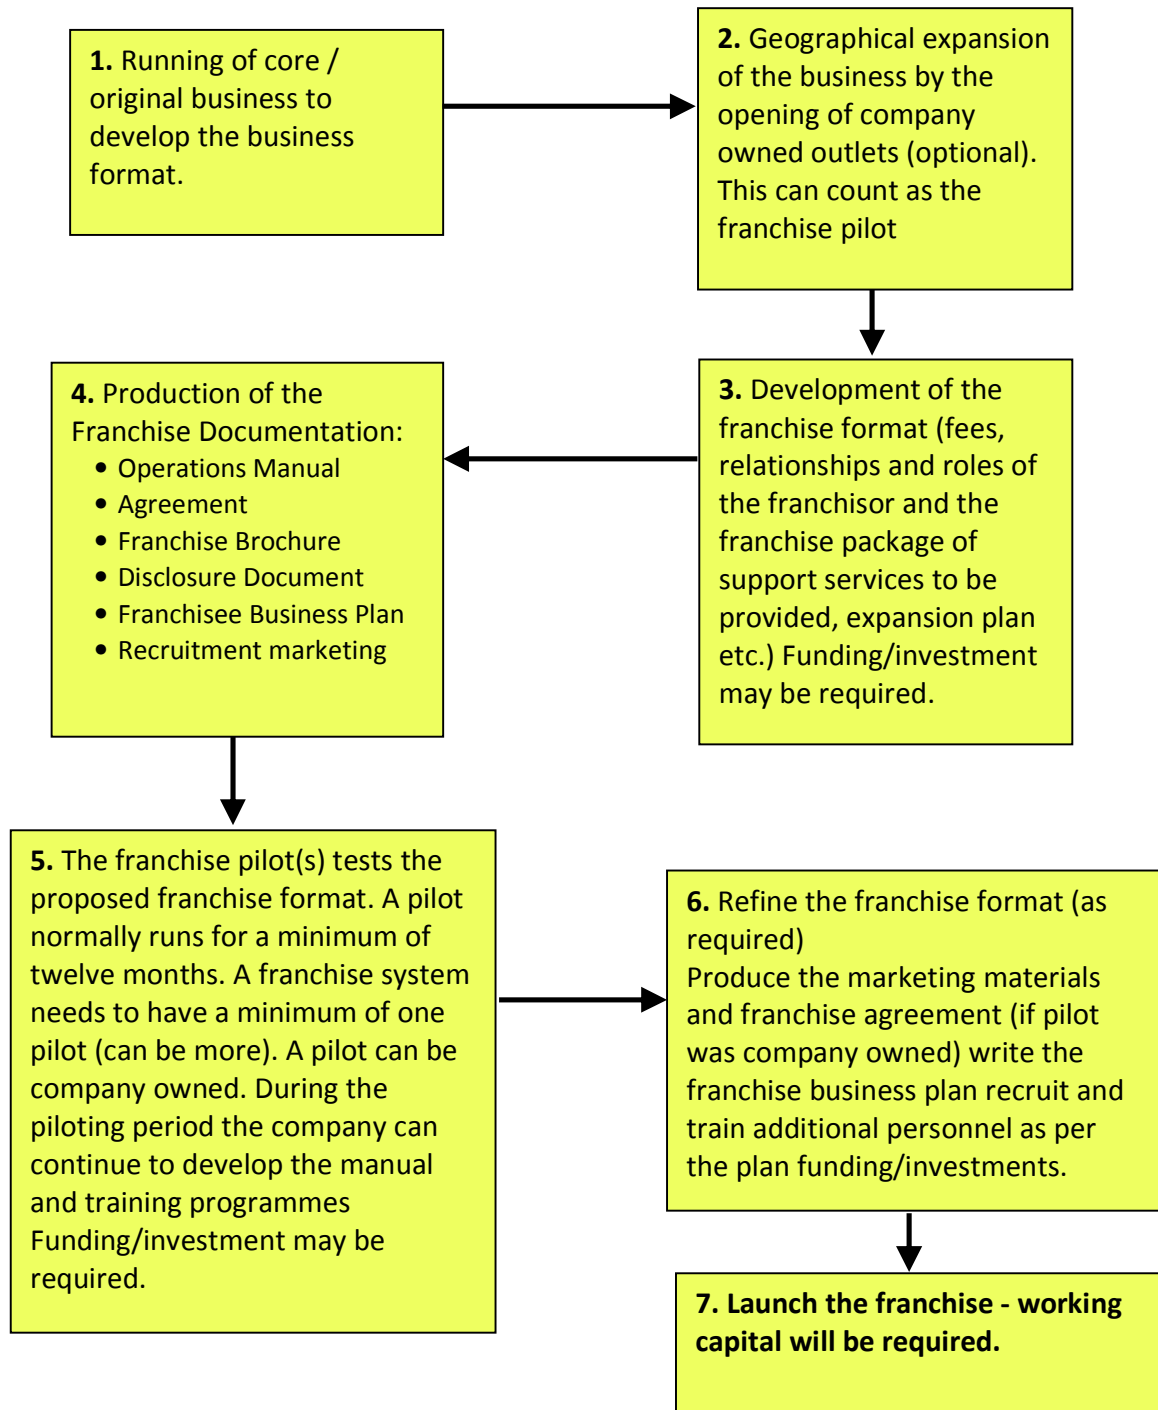 1. Running of core /
original business to
develop the business
format.
2. Geographical expansion
of the business by the
opening of company
owned outlets (optional).
This can count as the
franchise pilot
3. Development of the
franchise format (fees,
relationships and roles of
the franchisor and the
franchise package of
support services to be
provided, expansion plan
etc.) Funding/investment
may be required.
4. Production of the
Franchise Documentation:
• Operations Manual
• Agreement
• Franchise Brochure
• Disclosure Document
• Franchisee Business Plan
• Recruitment marketing
5. The franchise pilot(s) tests the
proposed franchise format. A pilot
normally runs for a minimum of
twelve months. A franchise system
needs to have a minimum of one
pilot (can be more). A pilot can be
company owned. During the
piloting period the company can
continue to develop the manual
and training programmes
Funding/investment may be
required.
6. Refine the franchise format (as
required)
Produce the marketing materials
and franchise agreement (if pilot
was company owned) write the
franchise business plan recruit and
train additional personnel as per
the plan funding/investments.
7. Launch the franchise - working
capital will be required.